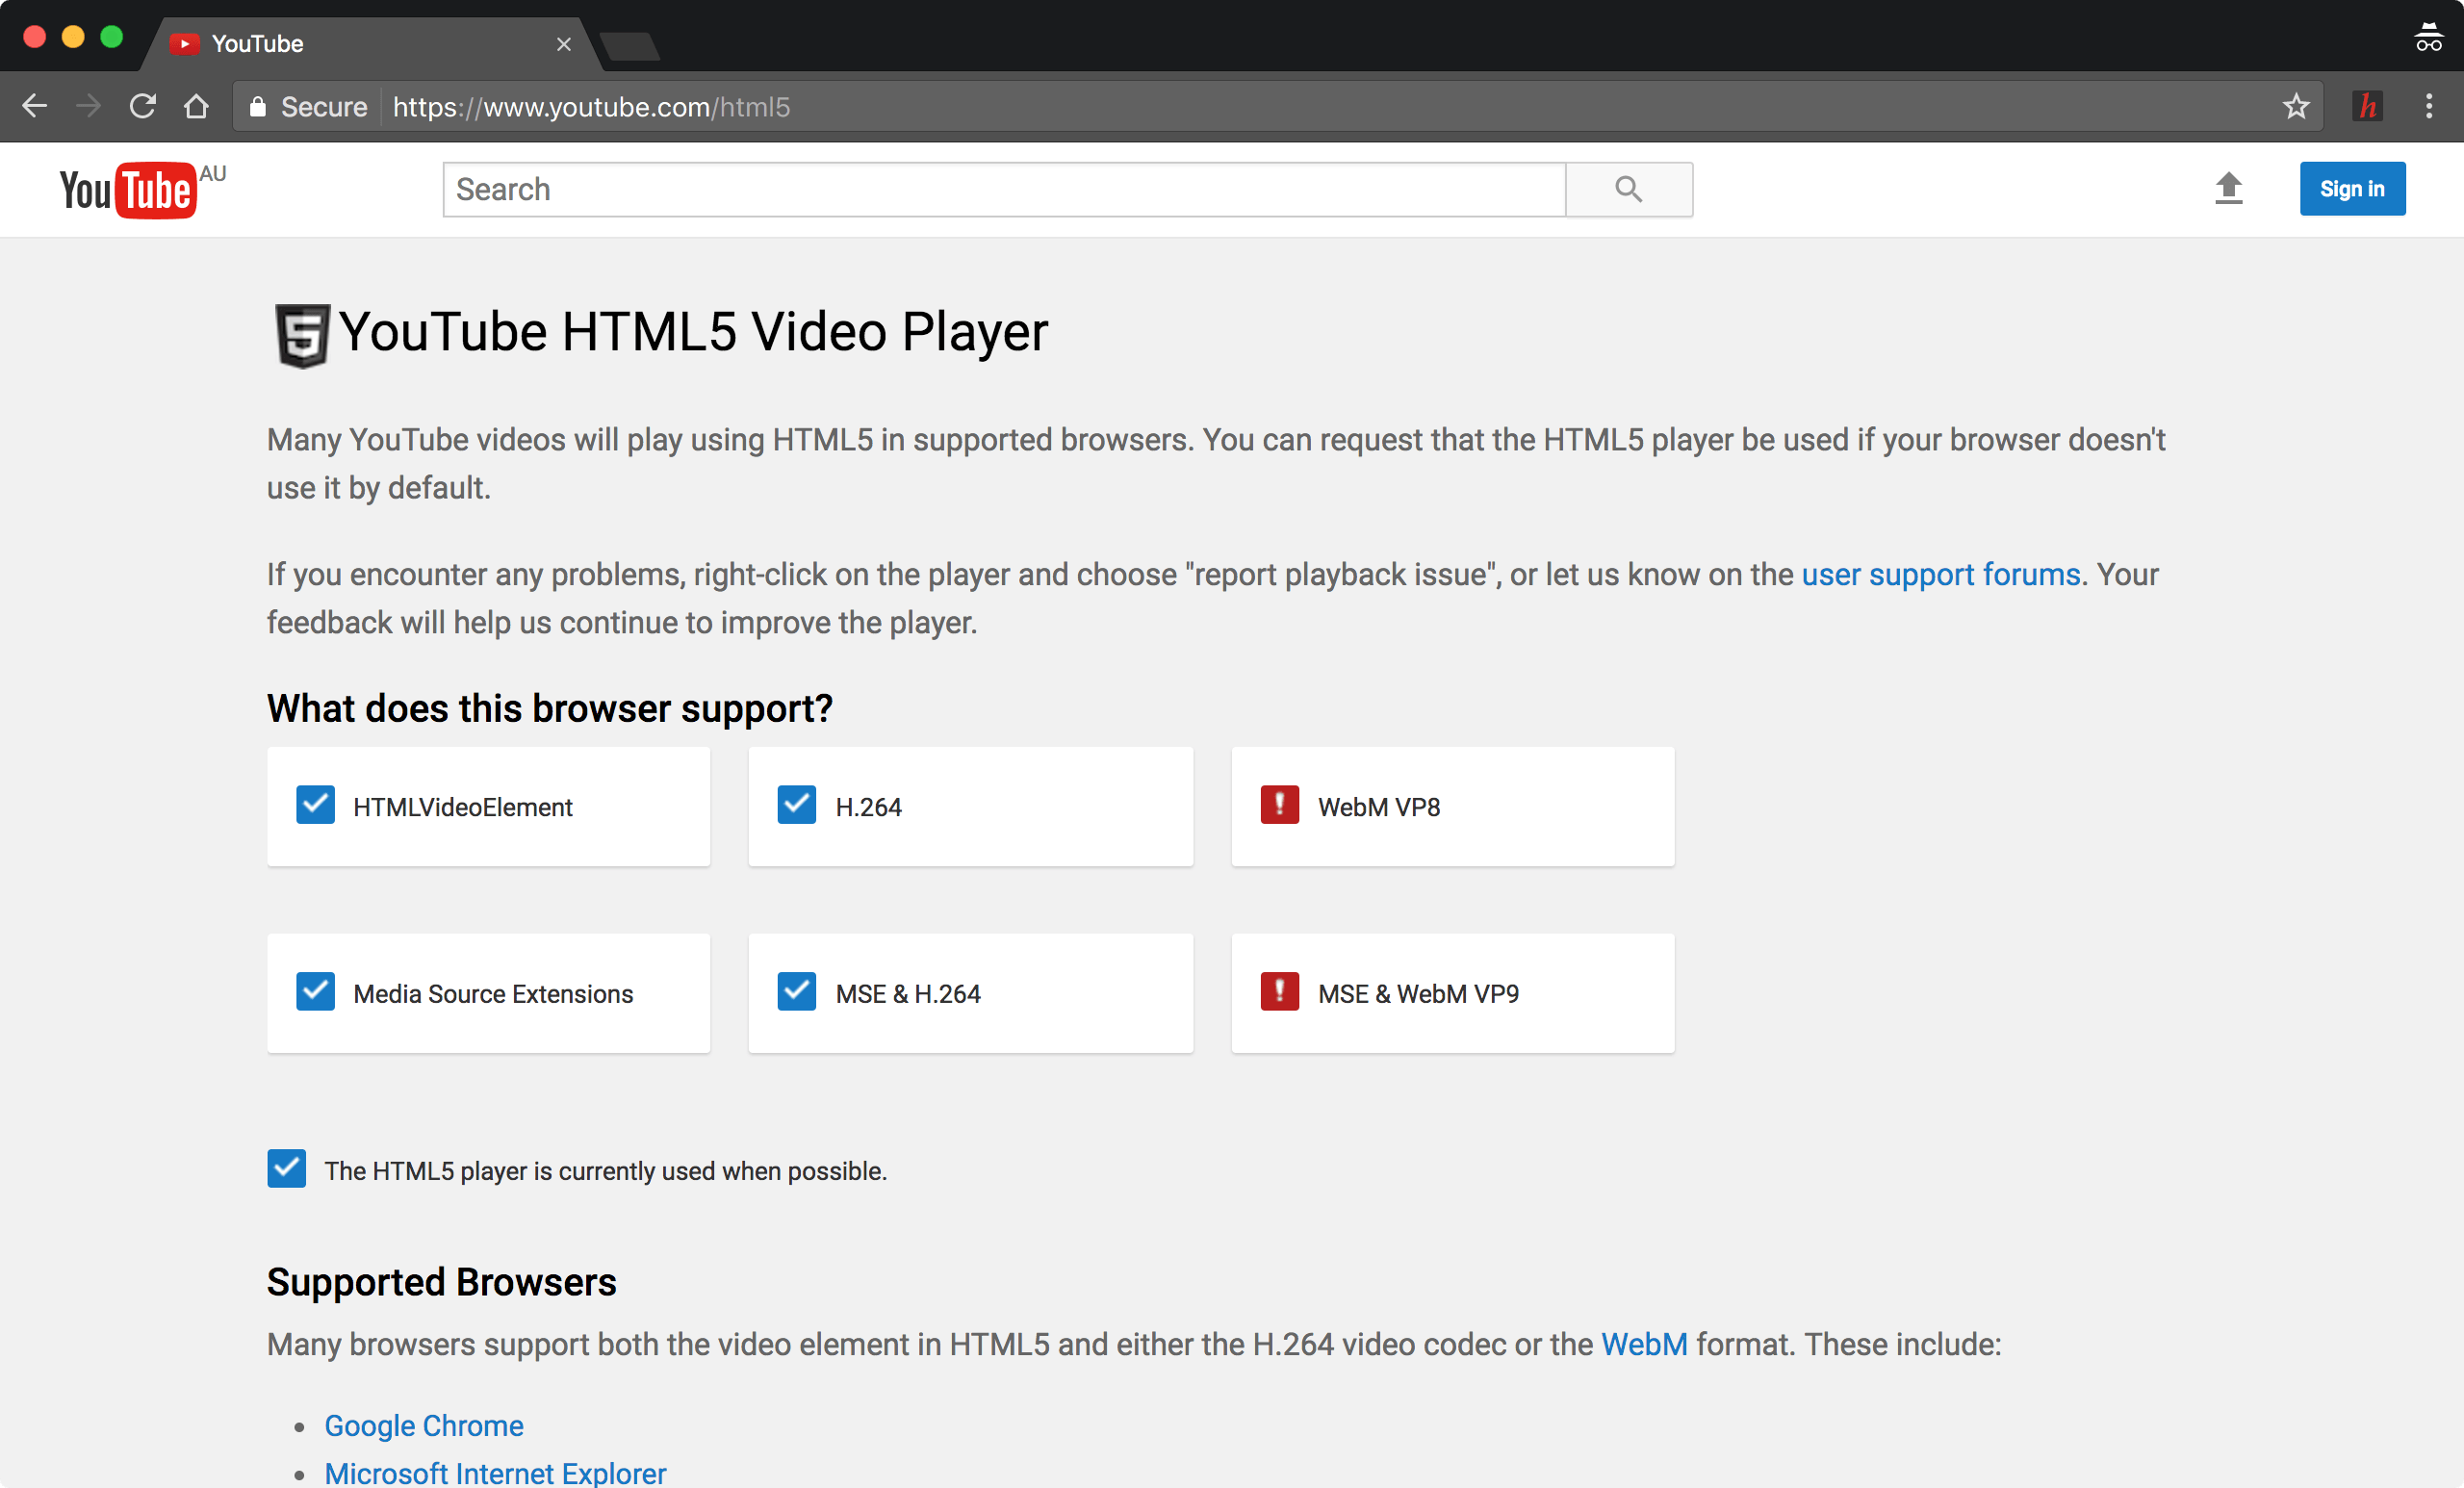 YouTube
Secure
https://www.youtube.com/html5
h
YouTube AU
Search
Sign in
5
YouTube HTML5 Video Player
Many YouTube videos will play using HTML5 in supported browsers. You can request that the HTML5 player be used if your browser doesn't
use it by default.
If you encounter any problems, right-click on the player and choose "report playback issue", or let us know on the user support forums. Your
feedback will help us continue to improve the player.
What does this browser support?
HTMLVideoElement
H.264
! WebM VP8
Media Source Extensions
MSE & H.264
! MSE & WebM VP9
The HTML5 player is currently used when possible.
Supported Browsers
Many browsers support both the video element in HTML5 and either the H.264 video codec or the WebM format. These include:
• Google Chrome
• Microsoft Internet Explorer